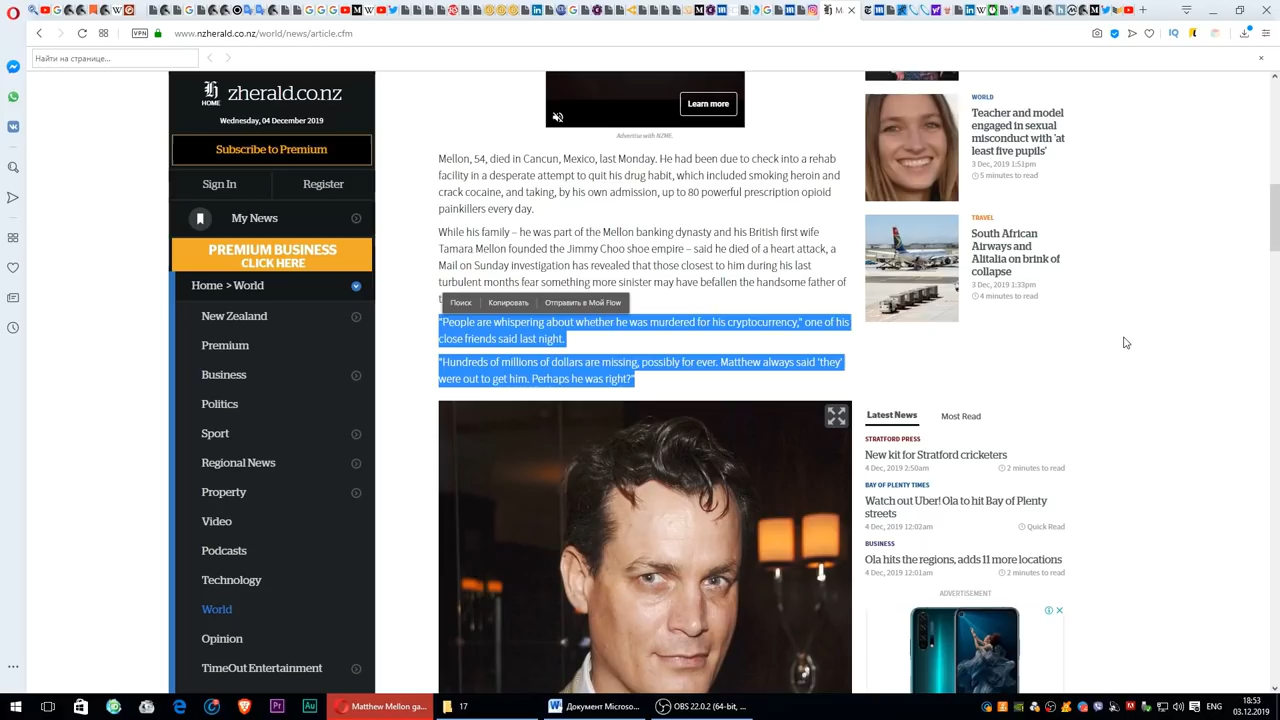 VPN
www.nzherald.co.nz/world/news/article.cfm
Найти на странице...
HOME
zherald.co.nz
Wednesday, 04 December 2019
Subscribe to Premium
Sign In
Register
My News
PREMIUM BUSINESS
CLICK HERE
Home > World
New Zealand
Premium
Business
Politics
Sport
Regional News
Property
Video
Podcasts
Technology
World
Opinion
TimeOut Entertainment
Learn more
Advertise with NZME.
Mellon, 54, died in Cancun, Mexico, last Monday. He had been due to check into a rehab
facility in a desperate attempt to quit his drug habit, which included smoking heroin and
crack cocaine, and taking, by his own admission, up to 80 powerful prescription opioid
painkillers every day.
While his family – he was part of the Mellon banking dynasty and his British first wife
Tamara Mellon founded the Jimmy Choo shoe empire – said he died of a heart attack, a
Mail on Sunday investigation has revealed that those closest to him during his last
turbulent months fear something more sinister may have befallen the handsome father of
Поиск
Копировать
Отправить в Мой Flow
"People are whispering about whether he was murdered for his cryptocurrency," one of his
close friends said last night.
"Hundreds of millions of dollars are missing, possibly for ever. Matthew always said 'they'
were out to get him. Perhaps he was right?"
WORLD
Teacher and model
engaged in sexual
misconduct with 'at
least five pupils'
3 Dec, 2019 1:51pm
5 minutes to read
TRAVEL
South African
Airways and
Alitalia on brink of
collapse
3 Dec, 2019 1:33pm
4 minutes to read
Latest News
Most Read
STRATFORD PRESS
New kit for Stratford cricketers
4 Dec, 2019 2:50am
2 minutes to read
BAY OF PLENTY TIMES
Watch out Uber! Ola to hit Bay of Plenty
streets
4 Dec, 2019 12:02am
Quick Read
BUSINESS
Ola hits the regions, adds 11 more locations
4 Dec, 2019 12:01am
2 minutes to read
ADVERTISEMENT
Matthew Mellon ga...
17
Документ Microso...
OBS 22.0.2 (64-bit, ...
ENG
18:53
03.12.2019